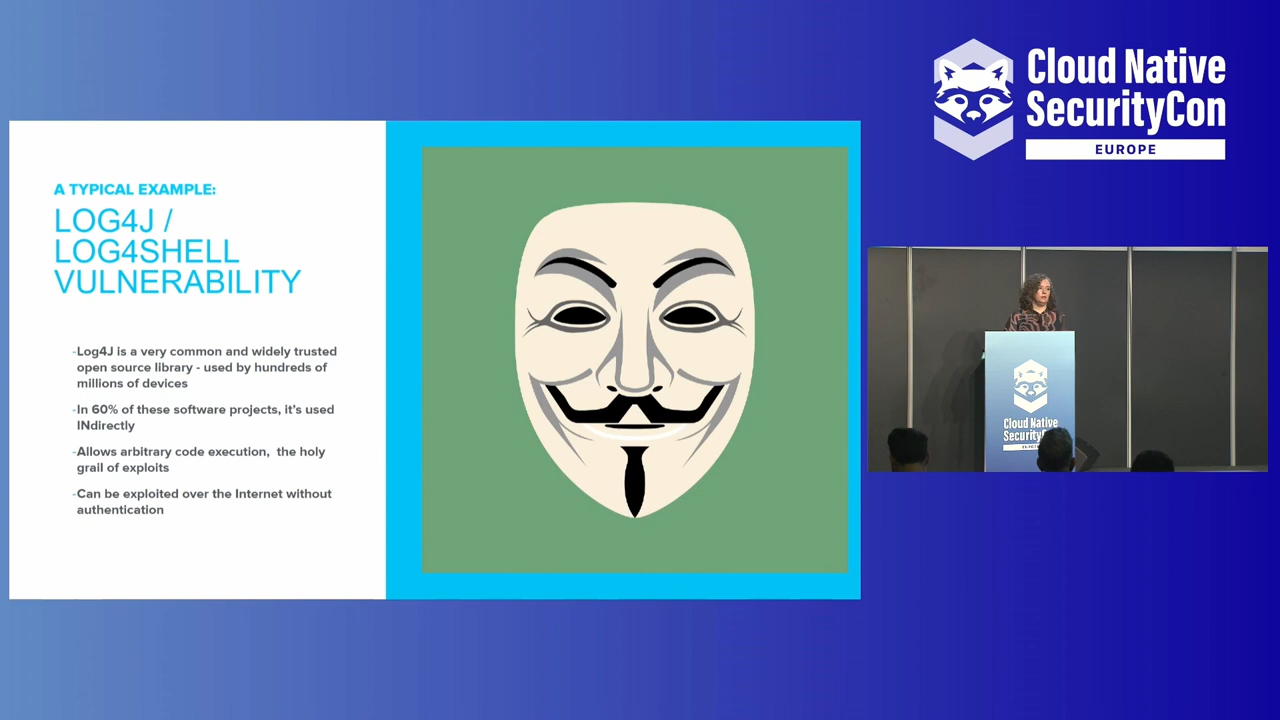 A TYPICAL EXAMPLE:
LOG4J /
LOG4SHELL
VULNERABILITY
-Log4J is a very common and widely trusted
open source library - used by hundreds of
millions of devices
-In 60% of these software projects, it's used
INdirectly
-Allows arbitrary code execution,  the holy
grail of exploits
-Can be exploited over the Internet without
authentication
Cloud Native
SecurityCon
EUROPE
Cloud Native
SecurityCon